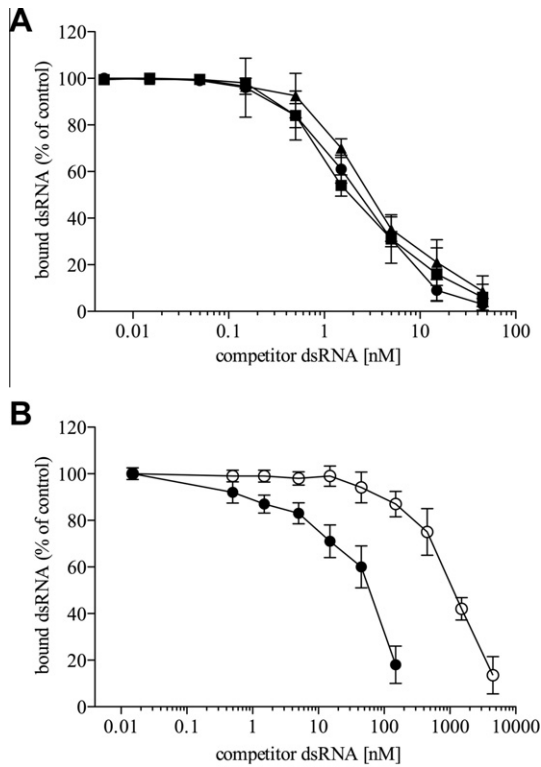 A
120
100
80
60
40
20
0
bound dsRNA (% of control)
0.01 0.1 1 10 100
competitor dsRNA [nM]
B
120
100
80
60
40
20
0
bound dsRNA (% of control)
0.01 0.1 1 10 100 1000 10000
competitor dsRNA [nM]